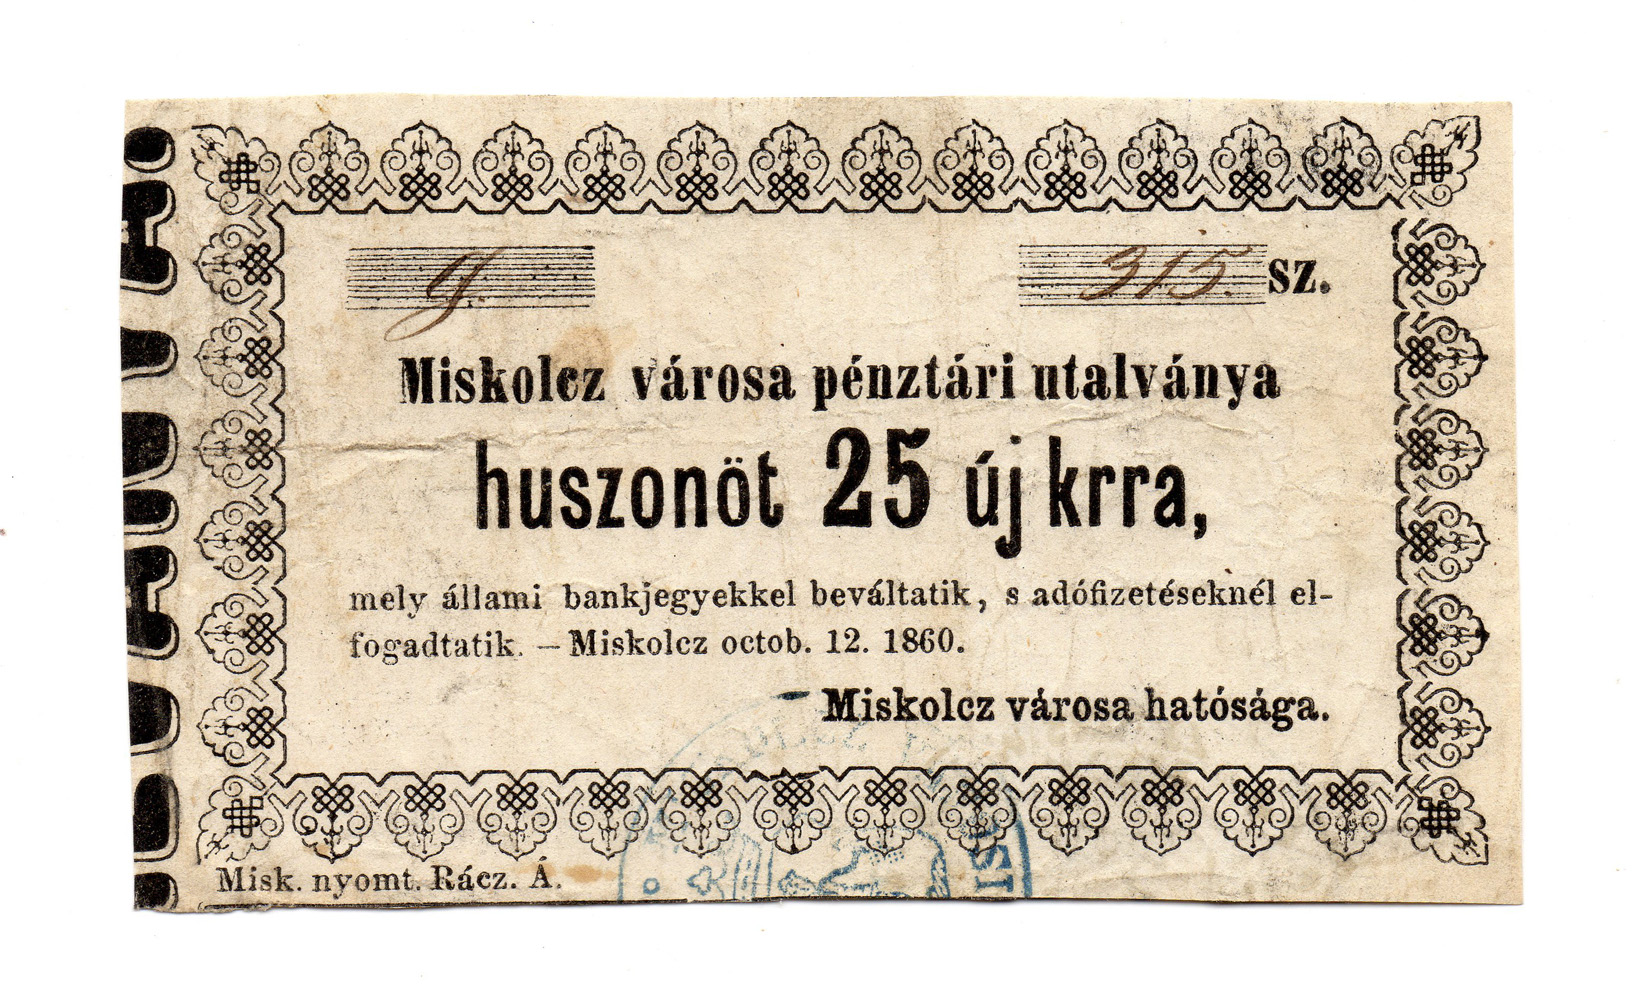 g. 315. sz.
Miskolcz városa pénztári utalványa
huszonöt 25 új krra,
mely állami bankjegyekkel beváltatik, s adófizetéseknél el-
fogadtatik. – Miskolcz octob. 12. 1860.
Miskolcz városa hatósága.
Misk. nyomt. Rácz. Á.